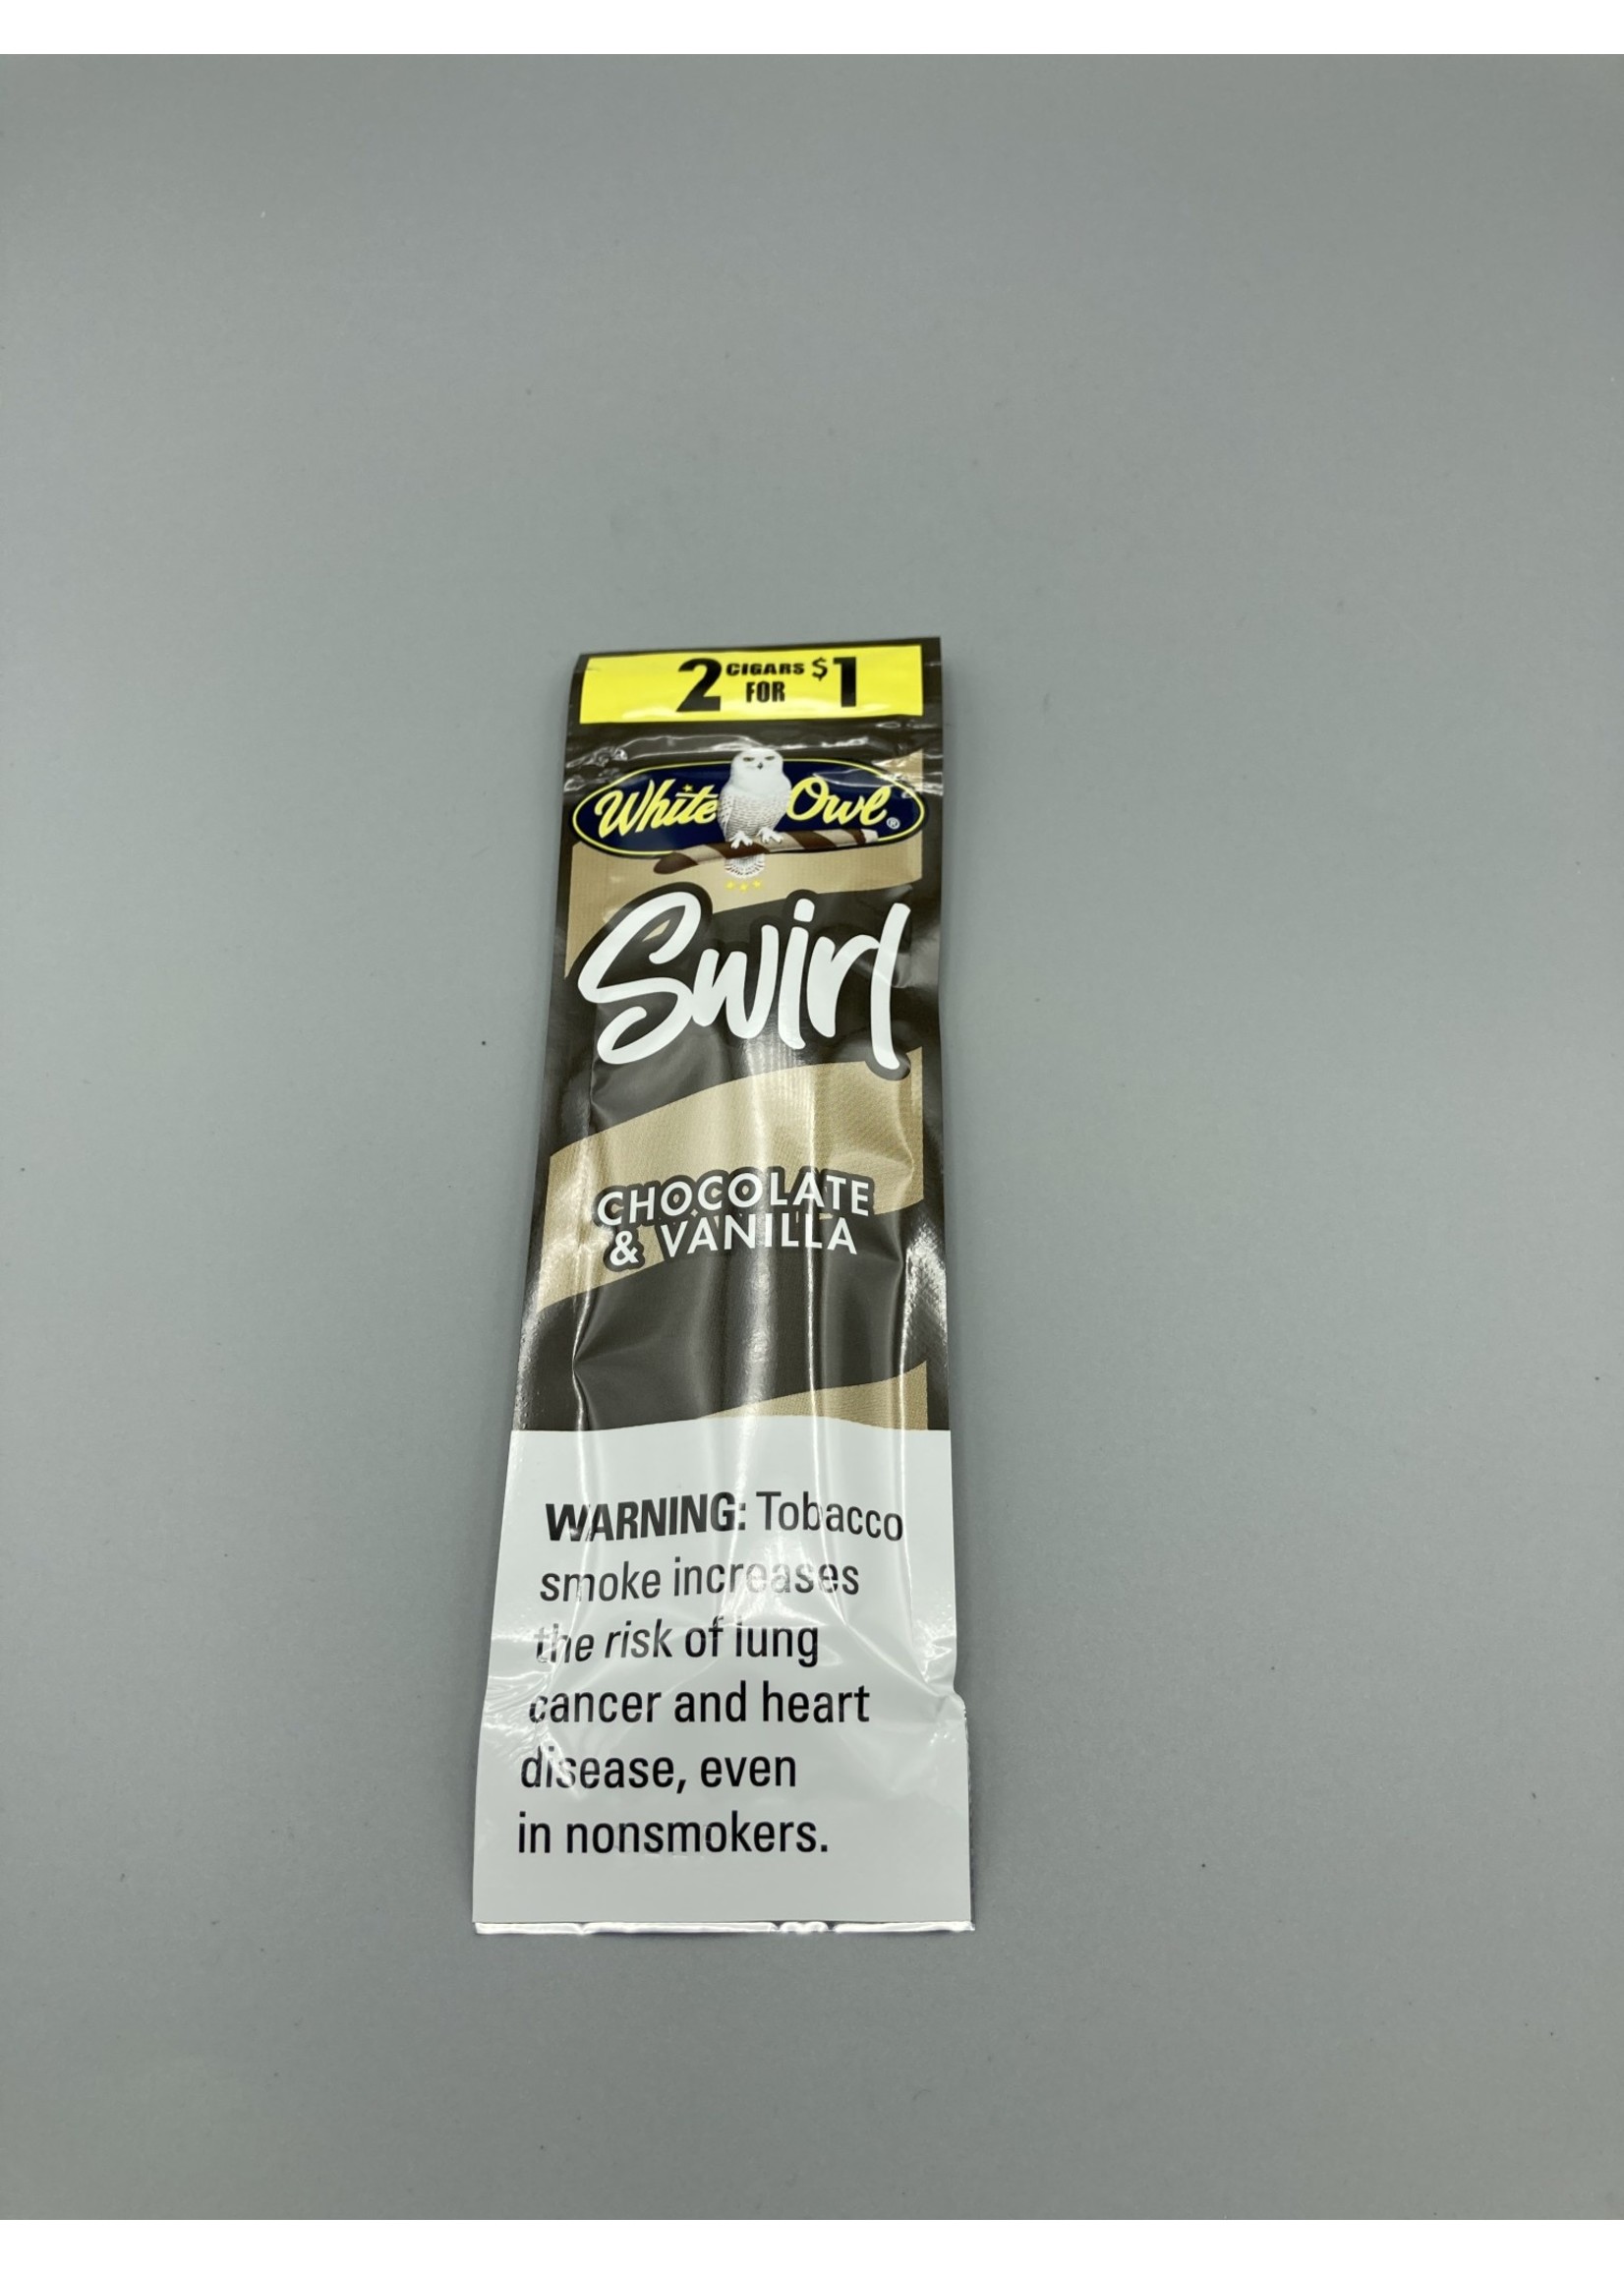 2 CIGARS FOR $1
White Owl®
Swirl
CHOCOLATE
& VANILLA
WARNING: Tobacco
smoke increases
the risk of lung
cancer and heart
disease, even
in nonsmokers.